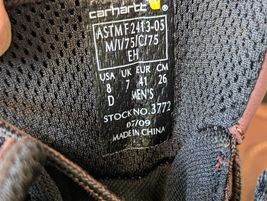 carhartt
ASTM F 2413-05
M/I/75/C/75
EH
USA UK EUR CM
8 7 41 26
D MEN'S
STOCK NO. 3772
07/09
MADE IN CHINA